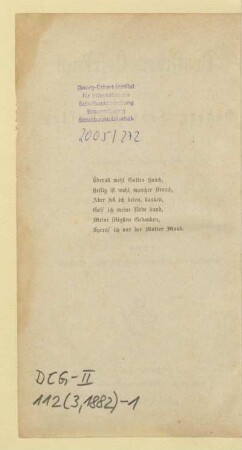 Georg-Eckert-Institut
für internationale
Schulbuchforschung
Braunschweig
Schulbuchbibliothek
2005/272
Überall weht Gottes Hauch,
Heilig ist wohl mancher Brauch,
Aber soll ich beten, danken,
Geb' ich meine Liebe kund,
Meine seligsten Gedanken,
Sprech' ich wie der Mutter Mund.
DEG-II
112(3,1882)-1